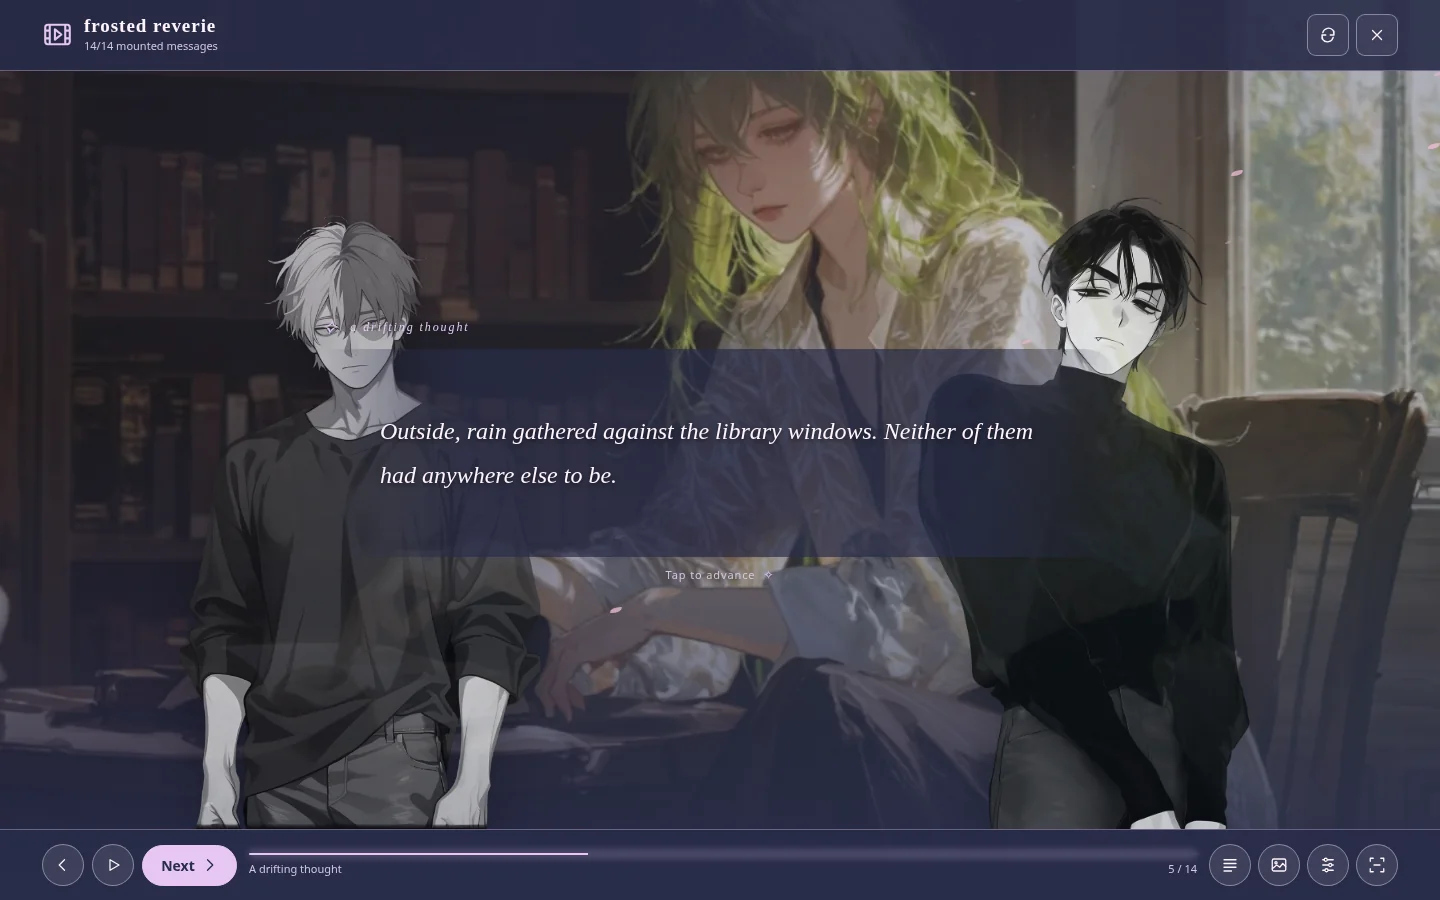 frosted reverie
14/14 mounted messages
a drifting thought
Outside, rain gathered against the library windows. Neither of them
had anywhere else to be.
Tap to advance
Next
A drifting thought
5 / 14